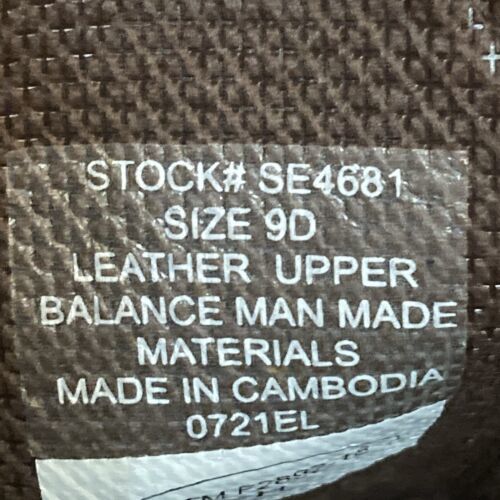 STOCK# SE4681
SIZE 9D
LEATHER UPPER
BALANCE MAN MADE
MATERIALS
MADE IN CAMBODIA
0721EL